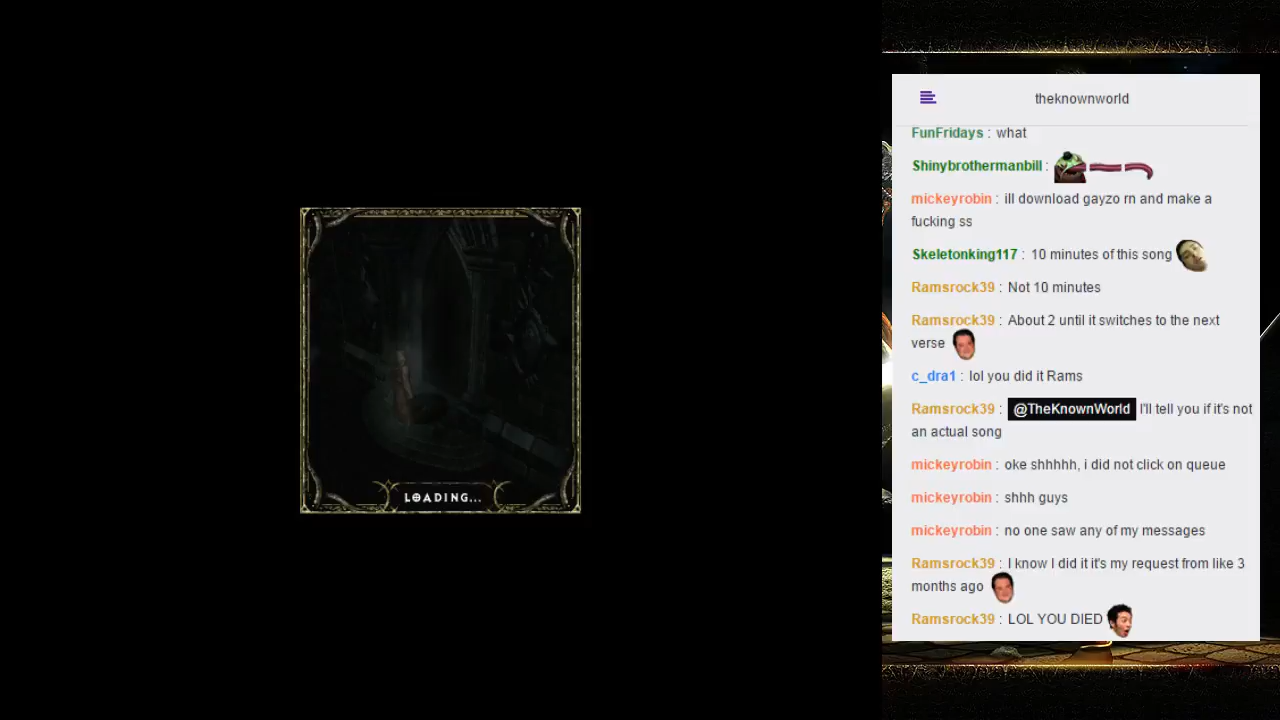 LOADING...
theknownworld
FunFridays : what
Shinybrothermanbill :
mickeyrobin : ill download gayzo rn and make a
fucking ss
Skeletonking117 : 10 minutes of this song
Ramsrock39 : Not 10 minutes
Ramsrock39 : About 2 until it switches to the next
verse
c_dra1 : lol you did it Rams
Ramsrock39 : @TheKnownWorld I'll tell you if it's not
an actual song
mickeyrobin : oke shhhhh, i did not click on queue
mickeyrobin : shhh guys
mickeyrobin : no one saw any of my messages
Ramsrock39 : I know I did it it's my request from like 3
months ago
Ramsrock39 : LOL YOU DIED